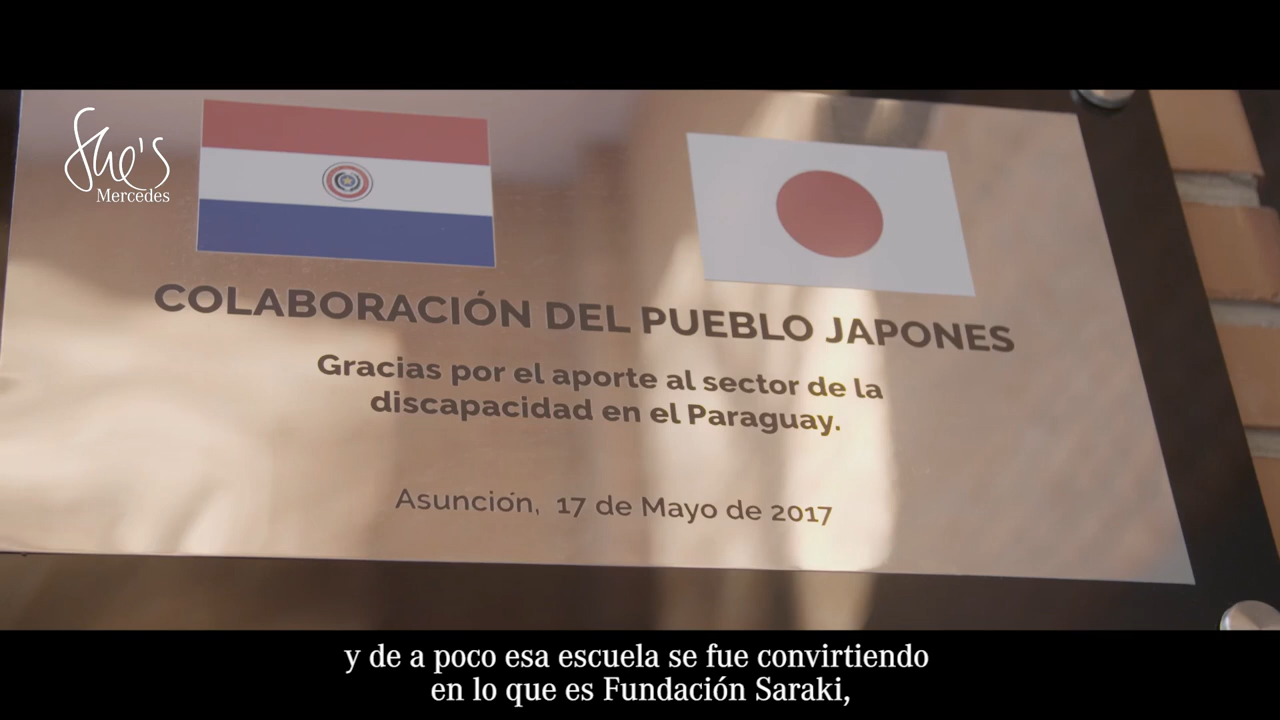 She's
Mercedes
COLABORACIÓN DEL PUEBLO JAPONES
Gracias por el aporte al sector de la
discapacidad en el Paraguay.
Asunción, 17 de Mayo de 2017
y de a poco esa escuela se fue convirtiendo
en lo que es Fundación Saraki,